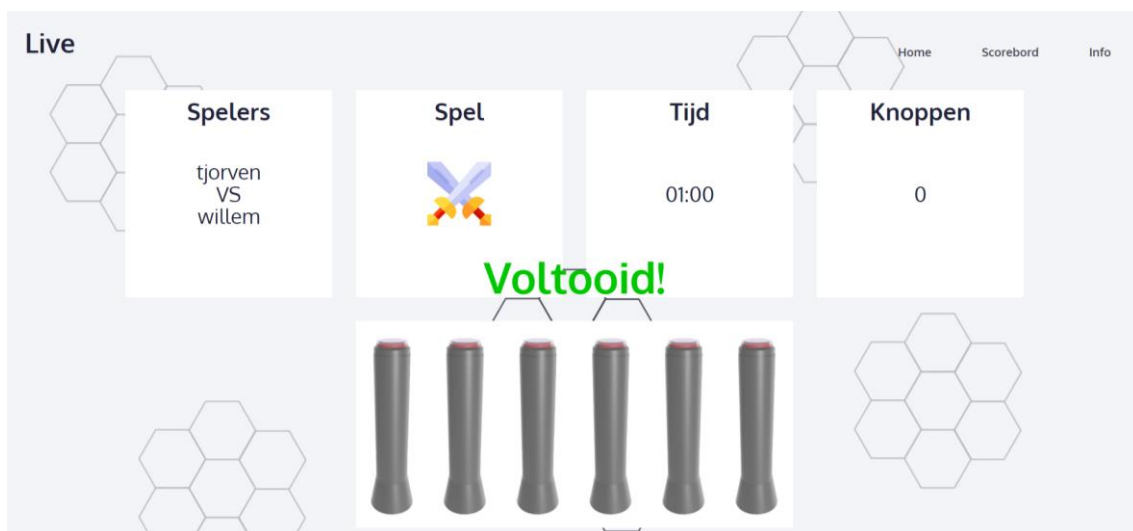 Live
Home Scorebord Info
Spelers Spel Tijd Knoppen
tjorven
VS
willem
01:00
0
Voltooid!